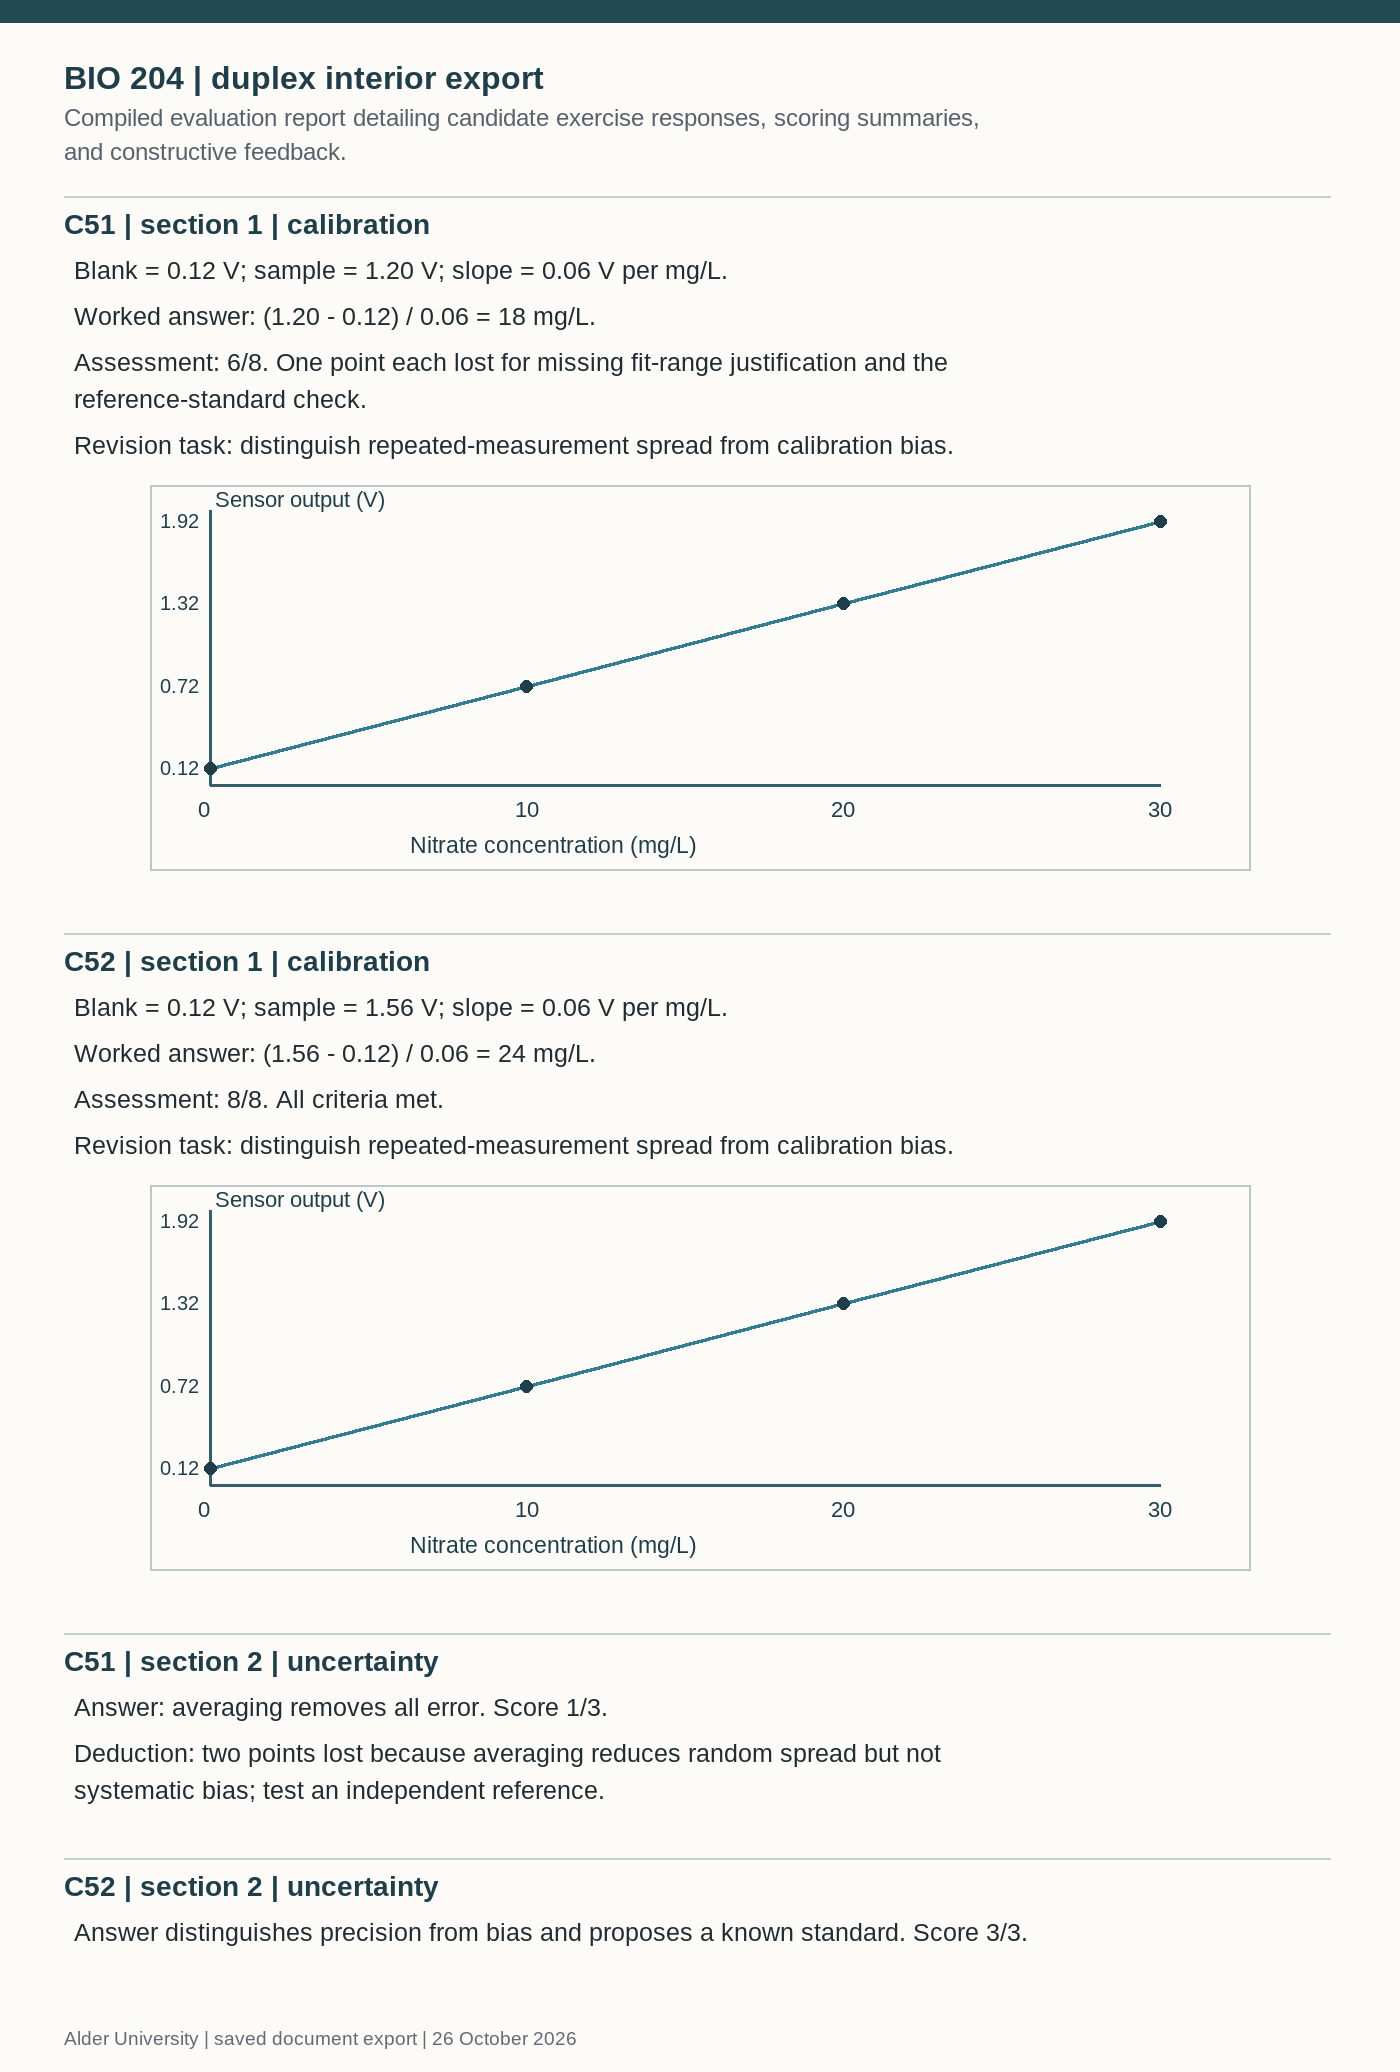 BIO 204 | duplex interior export
Compiled evaluation report detailing candidate exercise responses, scoring summaries,
and constructive feedback.
C51 | section 1 | calibration
Blank = 0.12 V; sample = 1.20 V; slope = 0.06 V per mg/L.
Worked answer: (1.20 - 0.12) / 0.06 = 18 mg/L.
Assessment: 6/8. One point each lost for missing fit-range justification and the
reference-standard check.
Revision task: distinguish repeated-measurement spread from calibration bias.
Sensor output (V)
1.92
1.32
0.72
0.12
0 10 20 30
Nitrate concentration (mg/L)
C52 | section 1 | calibration
Blank = 0.12 V; sample = 1.56 V; slope = 0.06 V per mg/L.
Worked answer: (1.56 - 0.12) / 0.06 = 24 mg/L.
Assessment: 8/8. All criteria met.
Revision task: distinguish repeated-measurement spread from calibration bias.
Sensor output (V)
1.92
1.32
0.72
0.12
0 10 20 30
Nitrate concentration (mg/L)
C51 | section 2 | uncertainty
Answer: averaging removes all error. Score 1/3.
Deduction: two points lost because averaging reduces random spread but not
systematic bias; test an independent reference.
C52 | section 2 | uncertainty
Answer distinguishes precision from bias and proposes a known standard. Score 3/3.
Alder University | saved document export | 26 October 2026